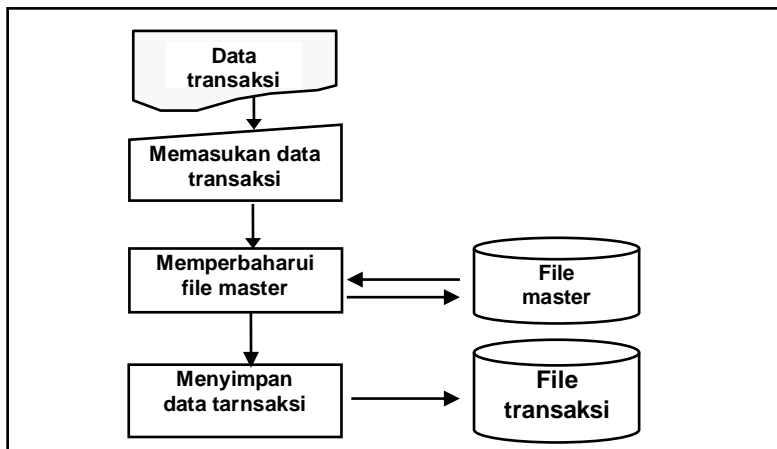 Data
transaksi
Memasukan data
transaksi
Memperbaharui
file master
File
master
Menyimpan
data tarnsaksi
File
transaksi